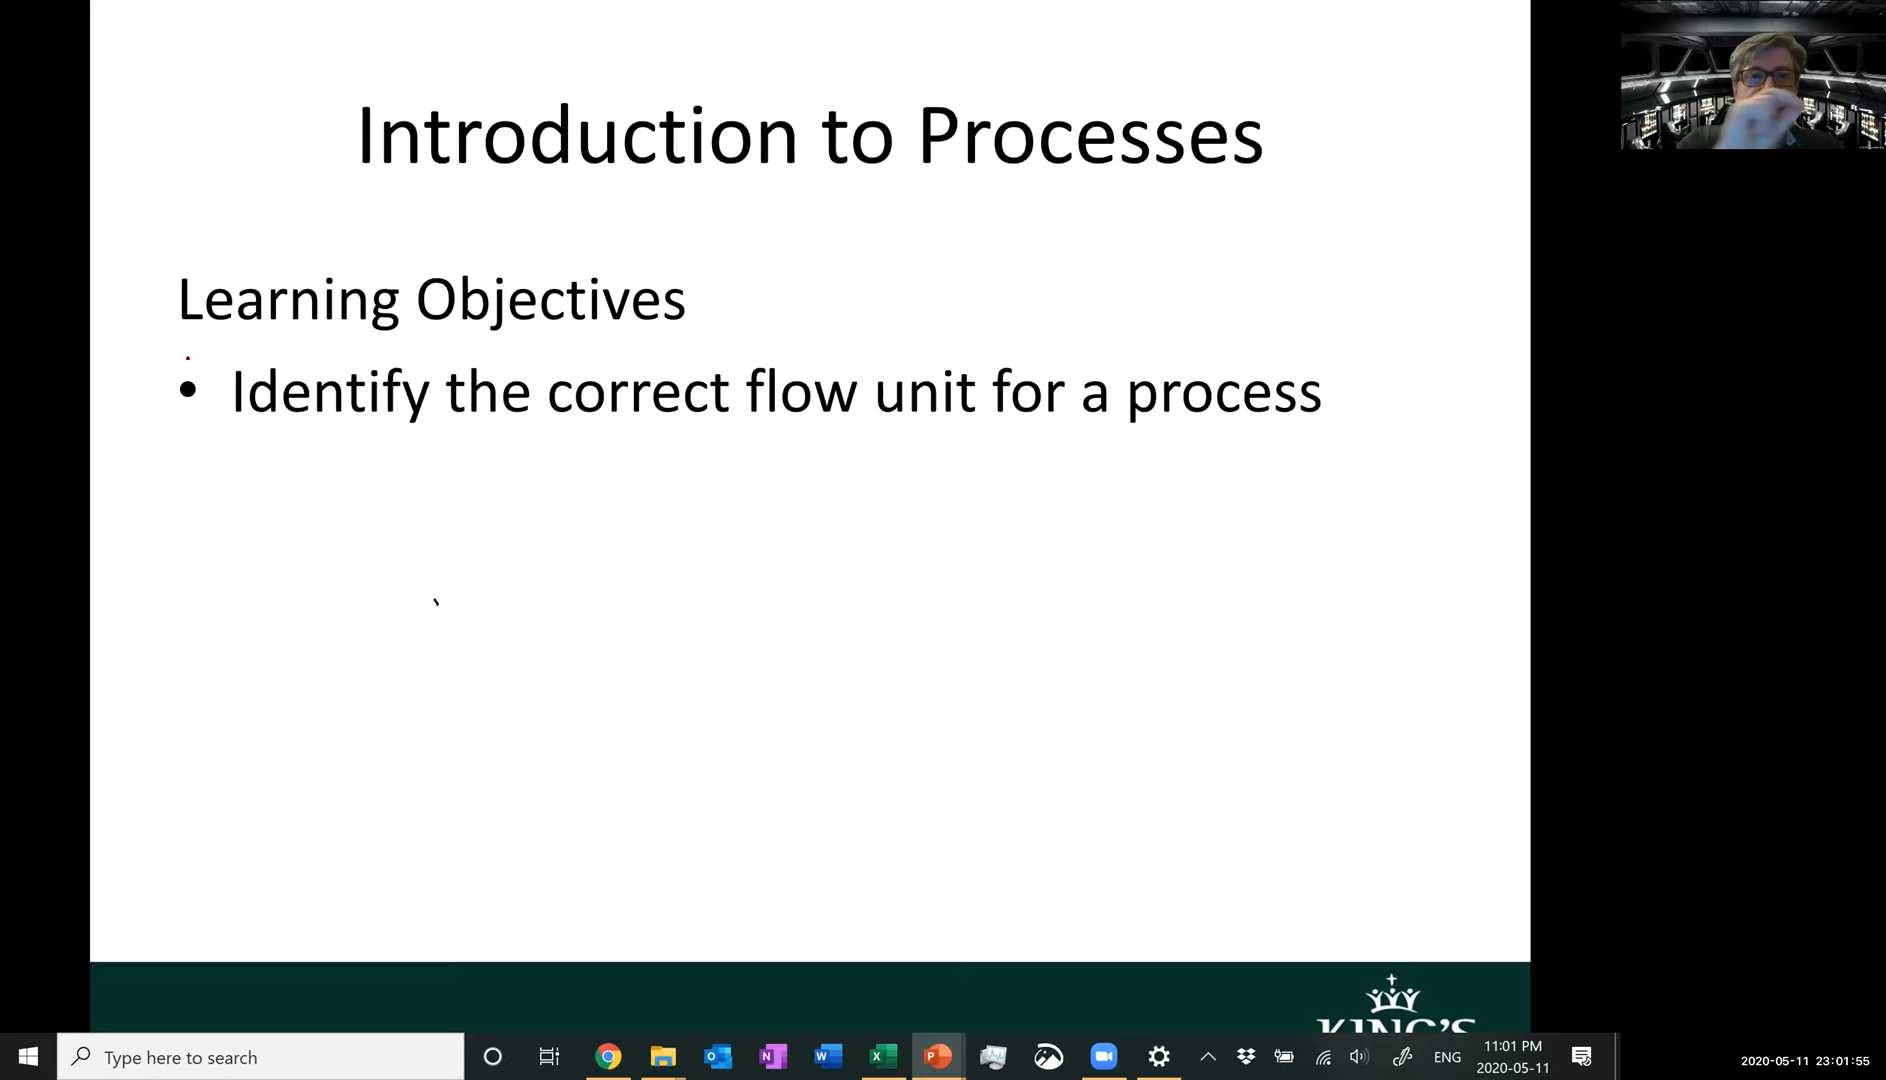 Introduction to Processes
Learning Objectives
• Identify the correct flow unit for a process
KING'S
Type here to search
ENG
11:01 PM
2020-05-11
2020-05-11 23:01:55